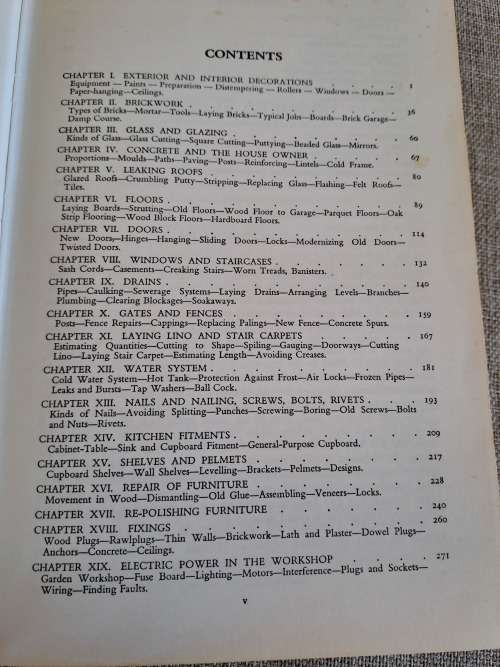 CONTENTS
CHAPTER I. EXTERIOR AND INTERIOR DECORATIONS . . . . 1
Equipment — Paints — Preparation — Distempering — Rollers — Windows — Doors —
Paper-hanging—Ceilings.
CHAPTER II. BRICKWORK . . . . . . . . . 36
Types of Bricks—Mortar—Tools—Laying Bricks—Typical Jobs—Boards—Brick Garage—
Damp Course.
CHAPTER III. GLASS AND GLAZING . . . . . . . . 60
Kinds of Glass—Glass Cutting—Square Cutting—Puttying—Beaded Glass—Mirrors.
CHAPTER IV. CONCRETE AND THE HOUSE OWNER . . . . . 67
Proportions—Moulds—Paths—Paving—Posts—Reinforcing—Lintels—Cold Frame.
CHAPTER V. LEAKING ROOFS . . . . . . . . 80
Glazed Roofs—Crumbling Putty—Stripping—Replacing Glass—Flashing—Felt Roofs—
Tiles.
CHAPTER VI. FLOORS . . . . . . . . . 89
Laying Boards—Strutting—Old Floors—Wood Floor to Garage—Parquet Floors—Oak
Strip Flooring—Wood Block Floors—Hardboard Floors.
CHAPTER VII. DOORS . . . . . . . . . 114
New Doors—Hinges—Hanging—Sliding Doors—Locks—Modernizing Old Doors—
Twisted Doors.
CHAPTER VIII. WINDOWS AND STAIRCASES . . . . . . 132
Sash Cords—Casements—Creaking Stairs—Worn Treads, Banisters.
CHAPTER IX. DRAINS . . . . . . . . . 140
Pipes—Caulking—Sewerage Systems—Laying Drains—Arranging Levels—Branches—
Plumbing—Clearing Blockages—Soakaways.
CHAPTER X. GATES AND FENCES . . . . . . . 159
Posts—Fence Repairs—Cappings—Replacing Palings—New Fence—Concrete Spurs.
CHAPTER XI. LAYING LINO AND STAIR CARPETS . . . . . 167
Estimating Quantities—Cutting to Shape—Spiling—Gauging—Doorways—Cutting
Lino—Laying Stair Carpet—Estimating Length—Avoiding Creases.
CHAPTER XII. WATER SYSTEM . . . . . . . . 181
Cold Water System—Hot Tank—Protection Against Frost—Air Locks—Frozen Pipes—
Leaks and Bursts—Tap Washers—Ball Cock.
CHAPTER XIII. NAILS AND NAILING, SCREWS, BOLTS, RIVETS . . . 193
Kinds of Nails—Avoiding Splitting—Punches—Screwing—Boring—Old Screws—Bolts
and Nuts—Rivets.
CHAPTER XIV. KITCHEN FITMENTS . . . . . . . 209
Cabinet-Table—Sink and Cupboard Fitment—General-Purpose Cupboard.
CHAPTER XV. SHELVES AND PELMETS . . . . . . . 217
Cupboard Shelves—Wall Shelves—Levelling—Brackets—Pelmets—Designs.
CHAPTER XVI. REPAIR OF FURNITURE . . . . . . 228
Movement in Wood—Dismantling—Old Glue—Assembling—Veneers—Locks.
CHAPTER XVII. RE-POLISHING FURNITURE . . . . . . 240
CHAPTER XVIII. FIXINGS . . . . . . . . . 260
Wood Plugs—Rawlplugs—Thin Walls—Brickwork—Lath and Plaster—Dowel Plugs—
Anchors—Concrete—Ceilings.
CHAPTER XIX. ELECTRIC POWER IN THE WORKSHOP . . . . 271
Garden Workshop—Fuse Board—Lighting—Motors—Interference—Plugs and Sockets—
Wiring—Finding Faults.
v